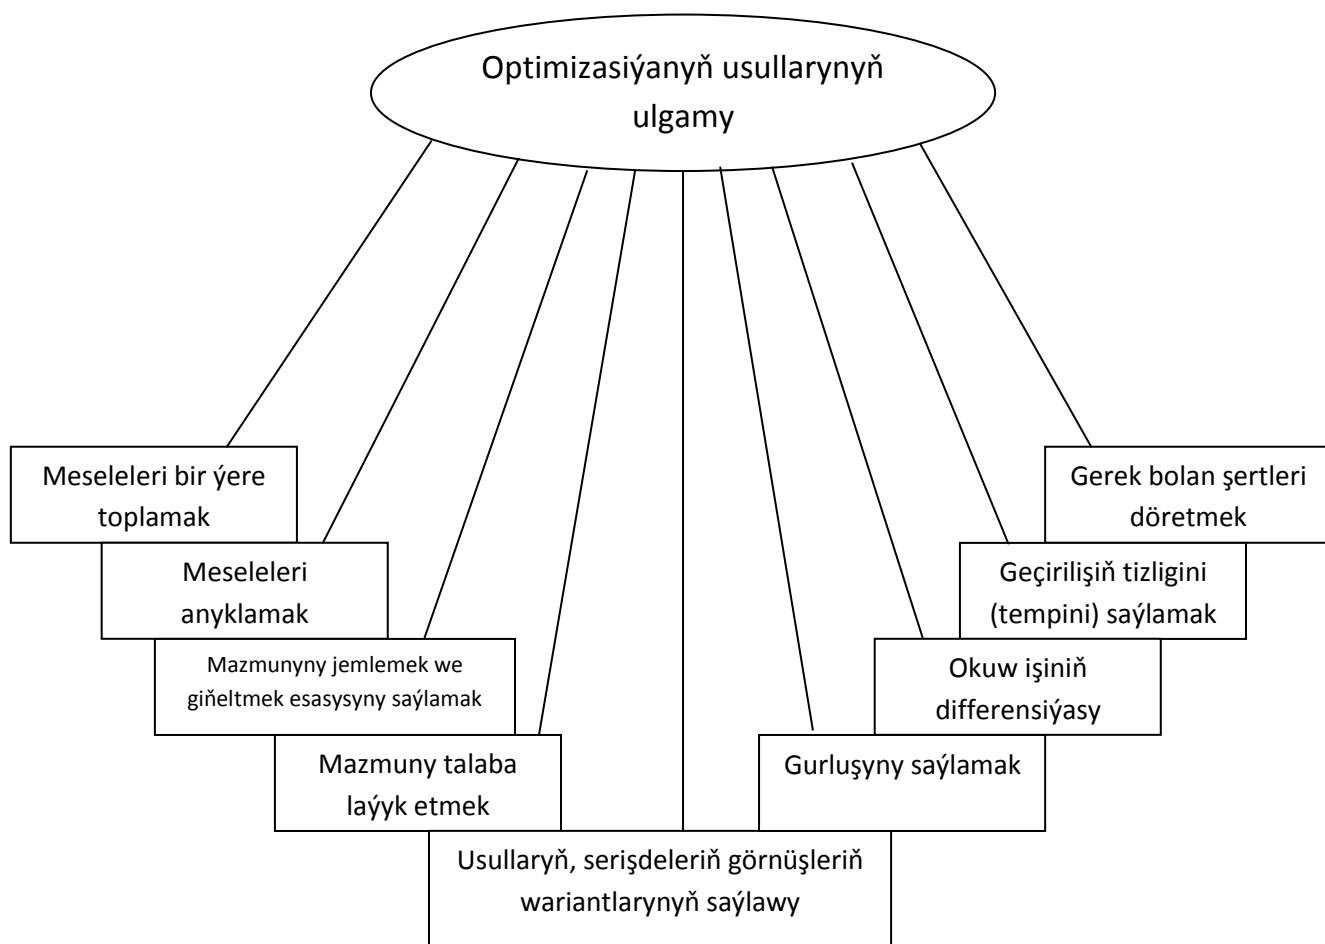 Optimizasiýanyň usullarynyň
ulgamy
Meseleleri bir ýere
toplamak
Meseleleri
anyklamak
Mazmunyny jemlemek we
giňeltmek esasysyny saýlamak
Mazmuny talaba
laýyk etmek
Usullaryň, serişdeleriň görnüşleriň
wariantlarynyň saýlawy
Gurluşyny saýlamak
Okuw işiniň
differensiýasy
Geçirilişiň tizligini
(tempini) saýlamak
Gerek bolan şertleri
döretmek